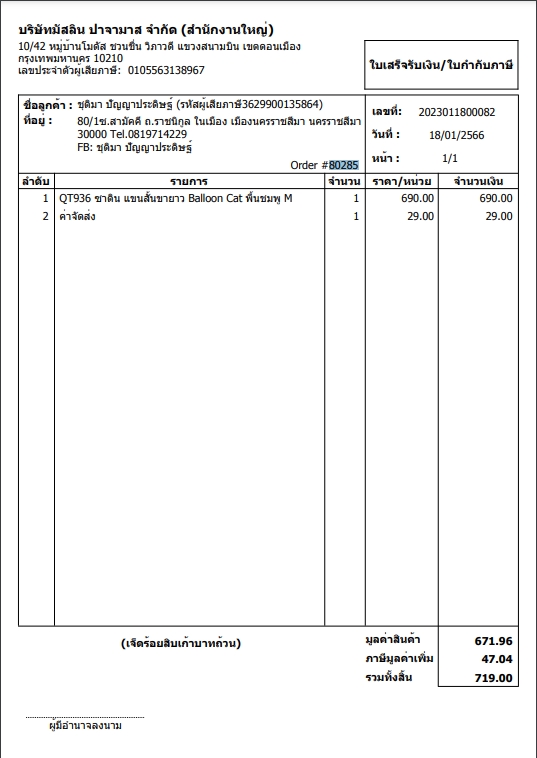 บริษัทมัสลิน ปาจามาส จำกัด (สำนักงานใหญ่)
10/42 หมู่บ้านโมดัส ชวนชื่น วิภาวดี แขวงสนามบิน เขตดอนเมือง
กรุงเทพมหานคร 10210
เลขประจำตัวผู้เสียภาษี: 0105563138967
ใบเสร็จรับเงิน/ใบกำกับภาษี
ชื่อลูกค้า : ชุติมา ปัญญาประดิษฐ์ (รหัสผู้เสียภาษี3629900135864)
ที่อยู่ : 80/1ซ.สามัคคี ถ.ราชนิกูล ในเมือง เมืองนครราชสีมา นครราชสีมา
30000 Tel.0819714229
FB: ชุติมา ปัญญาประดิษฐ์
Order #80285
เลขที่: 2023011800082
วันที่ : 18/01/2566
หน้า : 1/1
ลำดับ รายการ จำนวน ราคา/หน่วย จำนวนเงิน
1 QT936 ซาติน แขนสั้นขายาว Balloon Cat พื้นชมพู M 1 690.00 690.00
2 ค่าจัดส่ง 1 29.00 29.00
(เจ็ดร้อยสิบเก้าบาทถ้วน)
มูลค่าสินค้า 671.96
ภาษีมูลค่าเพิ่ม 47.04
รวมทั้งสิ้น 719.00
ผู้มีอำนาจลงนาม